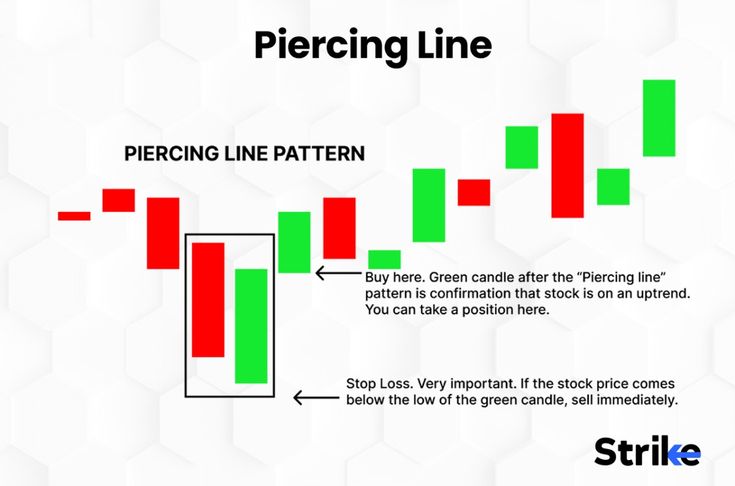 Piercing Line
PIERCING LINE PATTERN
Buy here. Green candle after the “Piercing line”
pattern is confirmation that stock is on an uptrend.
You can take a position here.
Stop Loss. Very important. If the stock price comes
below the low of the green candle, sell immediately.
Strike